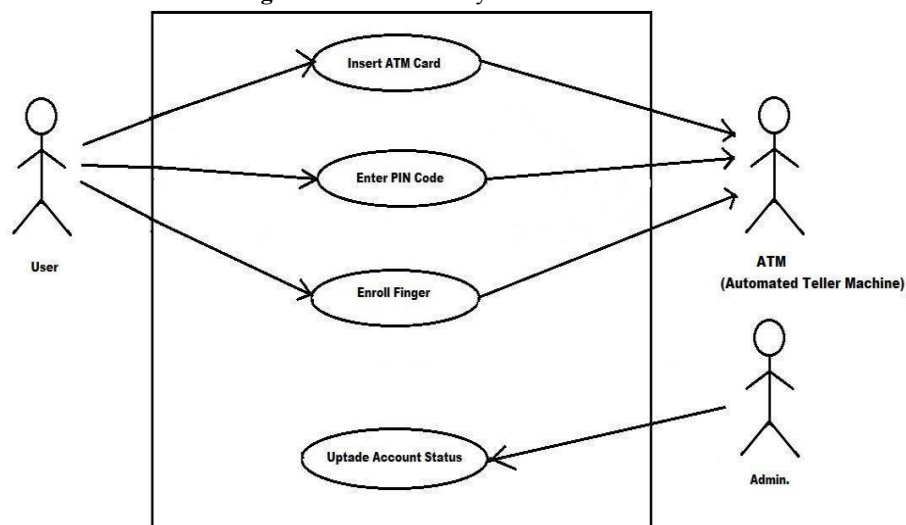 Insert ATM Card
Enter PIN Code
User
ATM
(Automated Teller Machine)
Enroll Finger
Uptade Account Status
Admin.